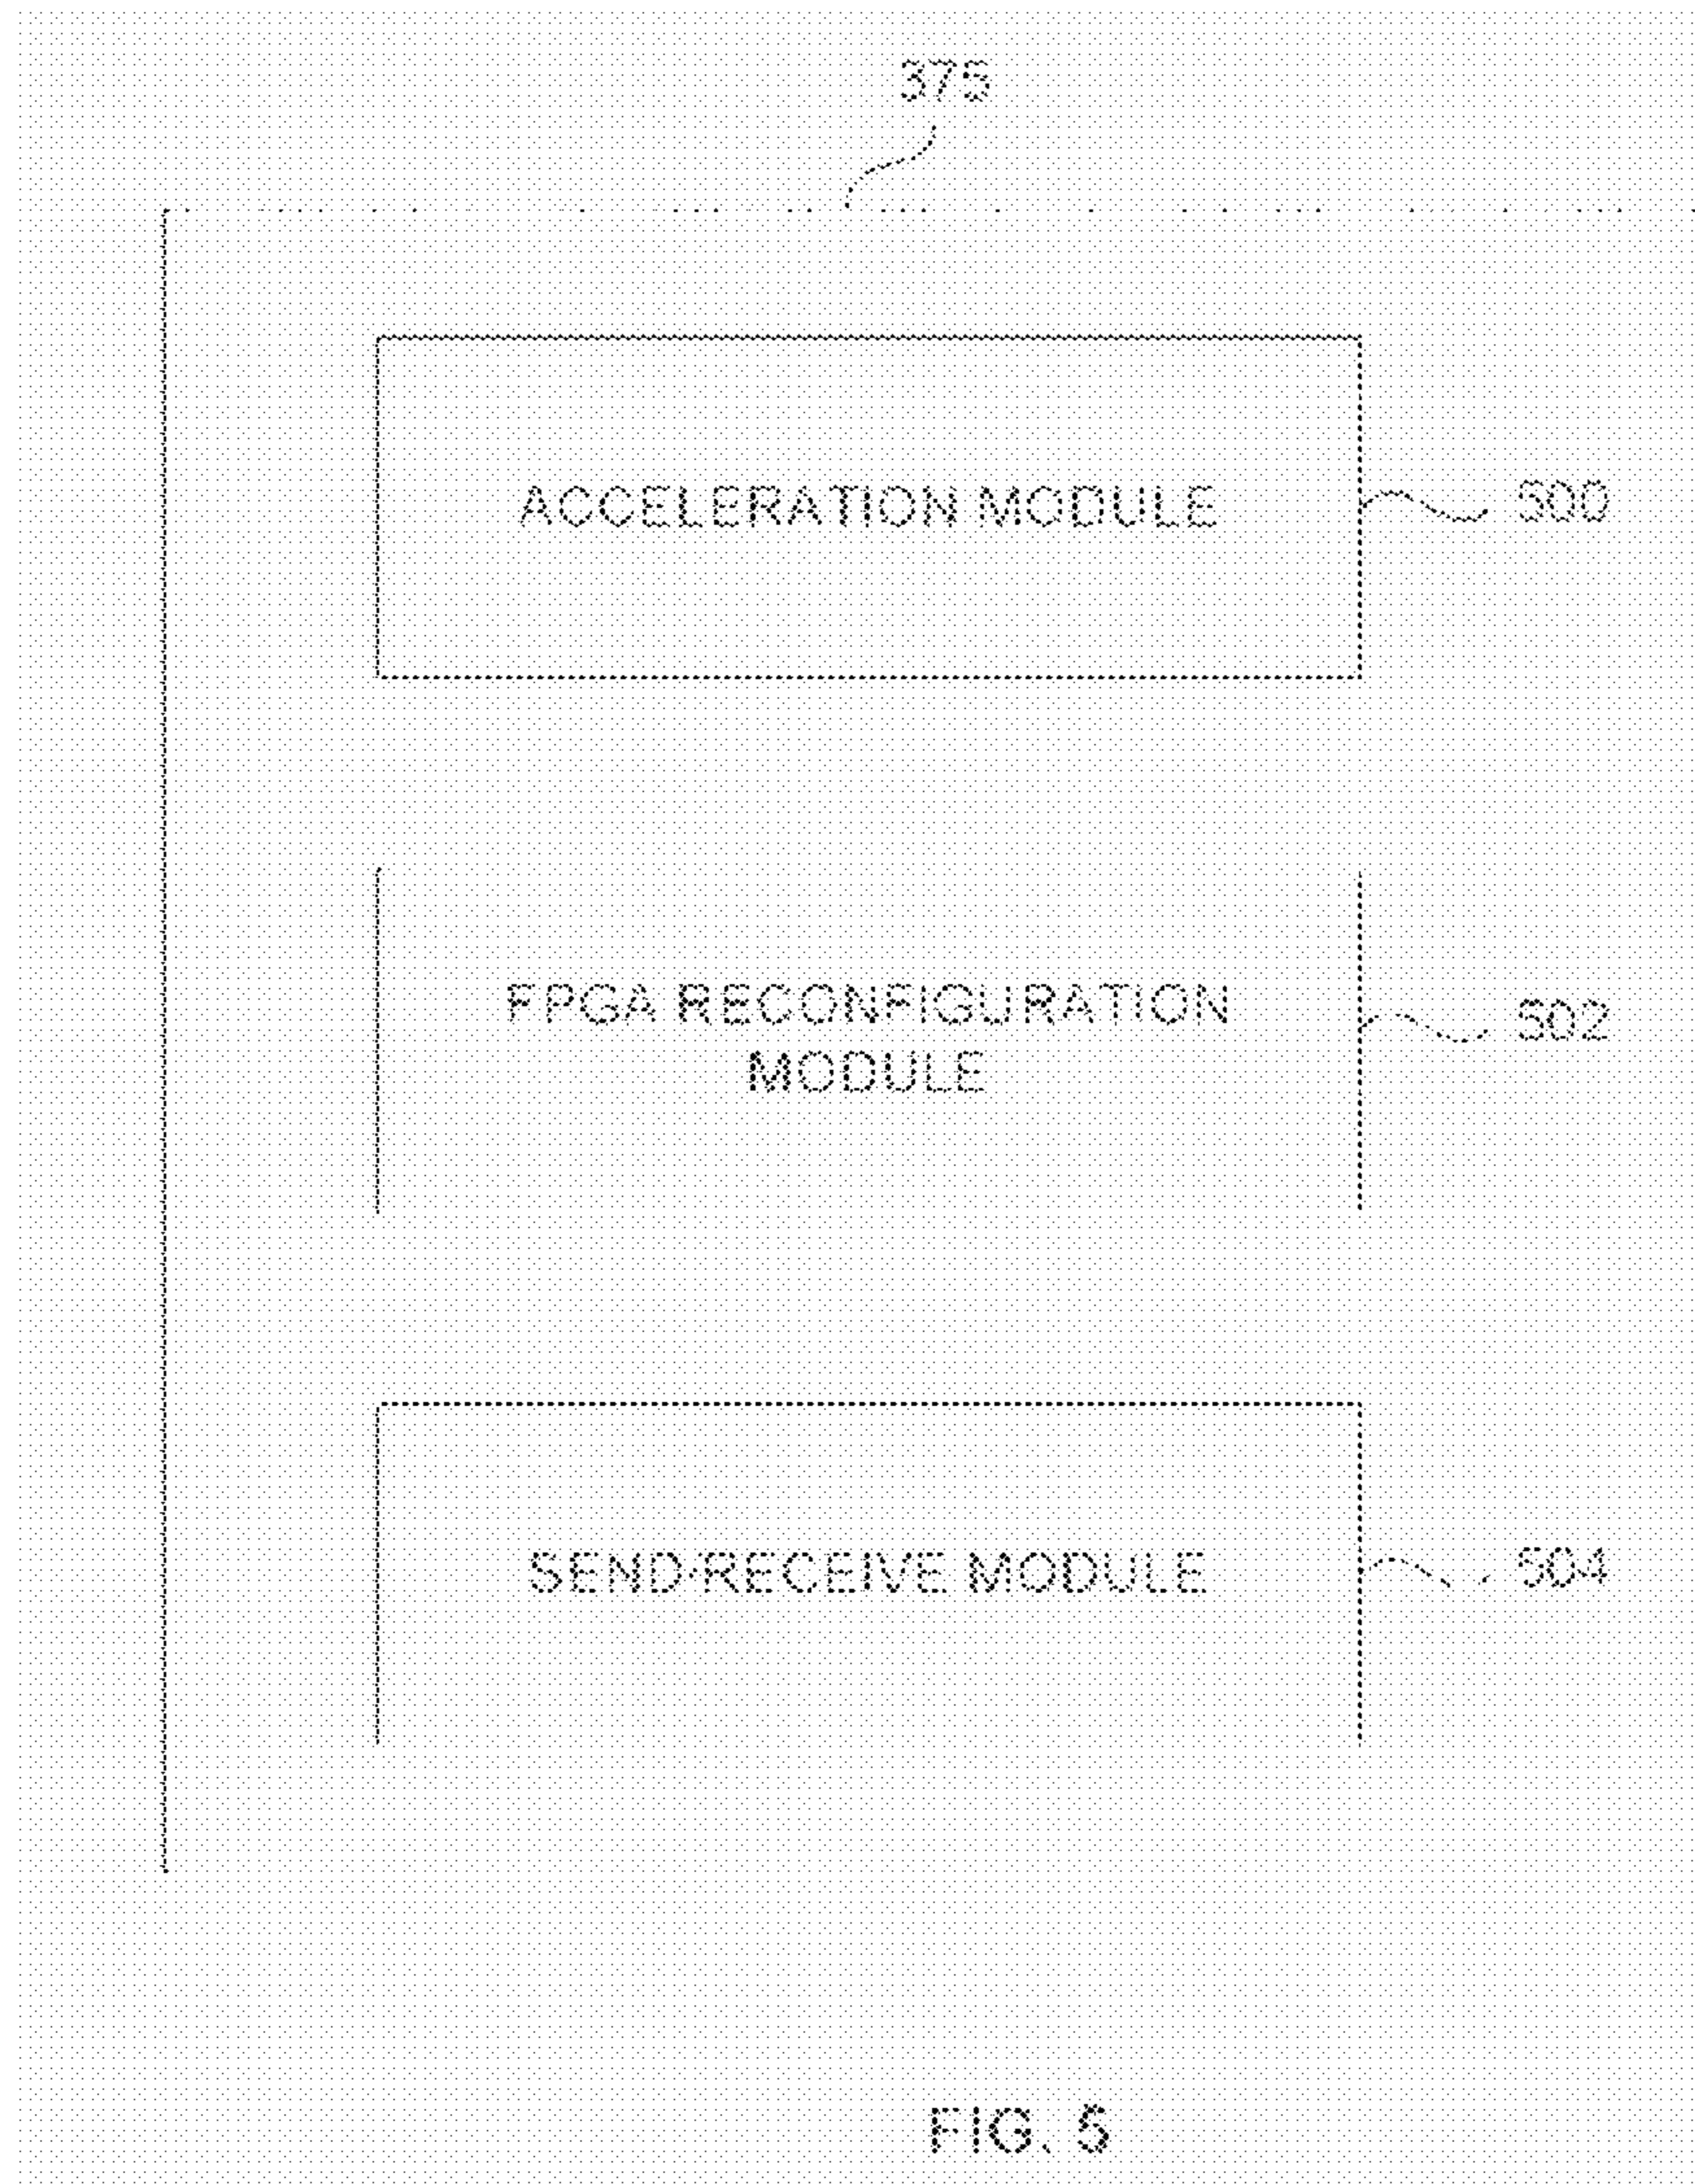 375
ACCELERATION MODULE
500
FPGA RECONFIGURATION
MODULE
502
SEND/RECEIVE MODULE
504
FIG. 5